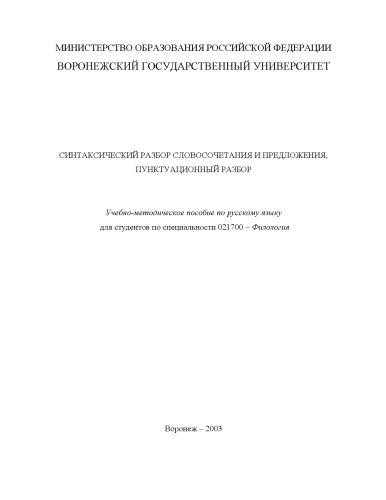 МИНИСТЕРСТВО ОБРАЗОВАНИЯ РОССИЙСКОЙ ФЕДЕРАЦИИ
ВОРОНЕЖСКИЙ ГОСУДАРСТВЕННЫЙ УНИВЕРСИТЕТ
СИНТАКСИЧЕСКИЙ РАЗБОР СЛОВОСОЧЕТАНИЯ И ПРЕДЛОЖЕНИЯ,
ПУНКТУАЦИОННЫЙ РАЗБОР
Учебно-методическое пособие по русскому языку
для студентов по специальности 021700 – Филология
Воронеж – 2003